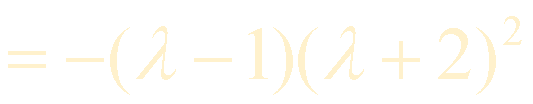 = −(λ − 1)(λ + 2)²